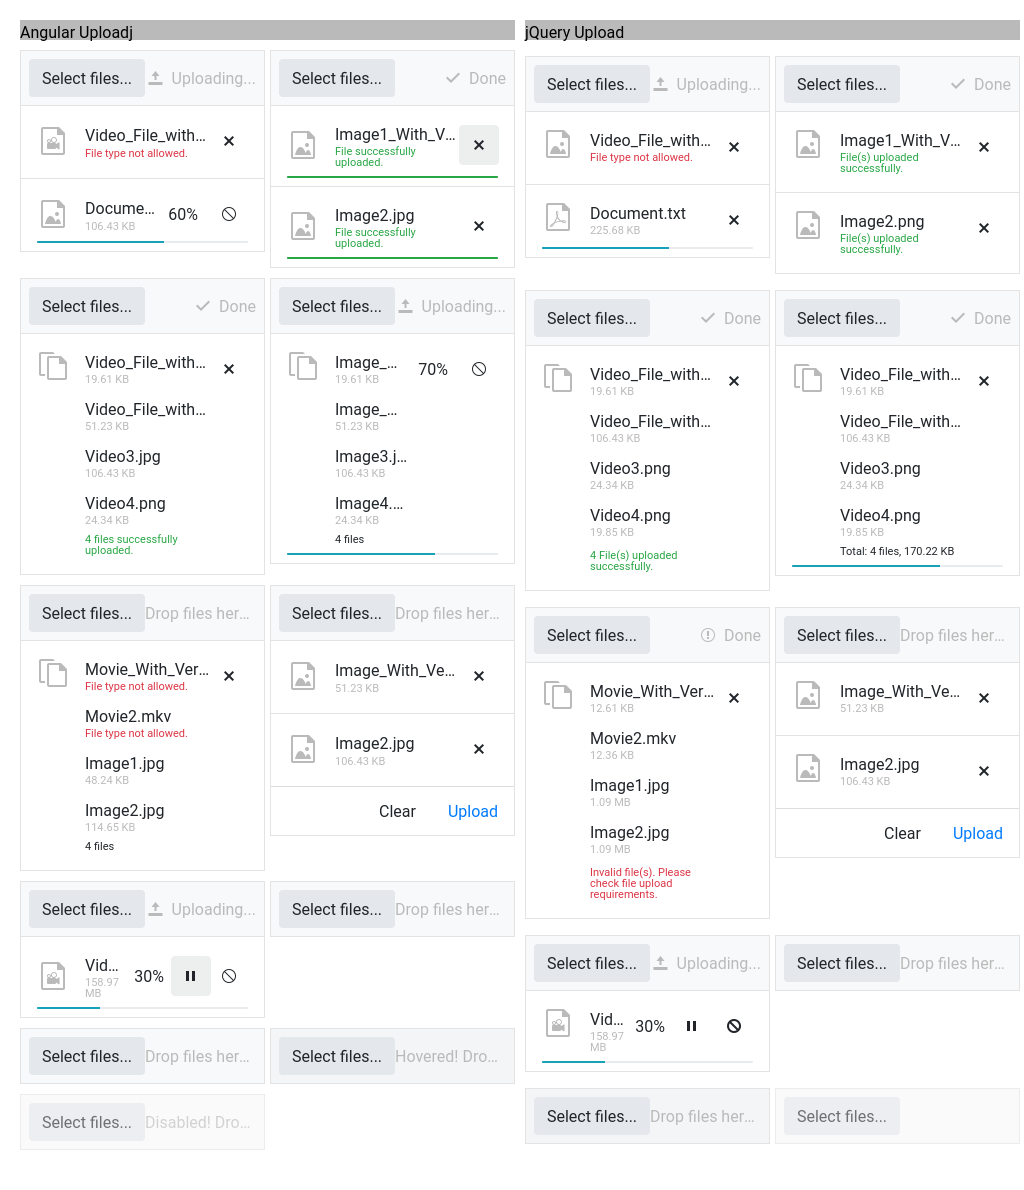 Angular Uploadj
Select files... Uploading...
Video_File_with...
File type not allowed.
Docume... 60%
106.43 KB
Select files... Done
Image1_With_V...
File successfully
uploaded.
Image2.jpg
File successfully
uploaded.
Select files... Done
Video_File_with...
19.61 KB
Video_File_with...
51.23 KB
Video3.jpg
106.43 KB
Video4.png
24.34 KB
4 files successfully
uploaded.
Select files... Uploading...
Image_... 70%
19.61 KB
Image_...
51.23 KB
Image3.j...
106.43 KB
Image4....
24.34 KB
4 files
Select files... Drop files her...
Movie_With_Ver...
File type not allowed.
Movie2.mkv
File type not allowed.
Image1.jpg
48.24 KB
Image2.jpg
114.65 KB
4 files
Select files... Drop files her...
Image_With_Ve...
51.23 KB
Image2.jpg
106.43 KB
Clear Upload
Select files... Uploading...
Vid... 30%
158.97
MB
Select files... Drop files her...
Select files... Drop files her...
Select files... Hovered! Dro...
Select files... Disabled! Dro...
jQuery Upload
Select files... Uploading...
Video_File_with...
File type not allowed.
Document.txt
225.68 KB
Select files... Done
Image1_With_V...
File(s) uploaded
successfully.
Image2.png
File(s) uploaded
successfully.
Select files... Done
Video_File_with...
19.61 KB
Video_File_with...
106.43 KB
Video3.png
24.34 KB
Video4.png
19.85 KB
4 File(s) uploaded
successfully.
Select files... Done
Video_File_with...
19.61 KB
Video_File_with...
106.43 KB
Video3.png
24.34 KB
Video4.png
19.85 KB
Total: 4 files, 170.22 KB
Select files... Done
Movie_With_Ver...
12.61 KB
Movie2.mkv
12.36 KB
Image1.jpg
1.09 MB
Image2.jpg
1.09 MB
Invalid file(s). Please
check file upload
requirements.
Select files... Drop files her...
Image_With_Ve...
51.23 KB
Image2.jpg
106.43 KB
Clear Upload
Select files... Uploading...
Vid... 30%
158.97
MB
Select files... Drop files her...
Select files... Drop files her...
Select files...